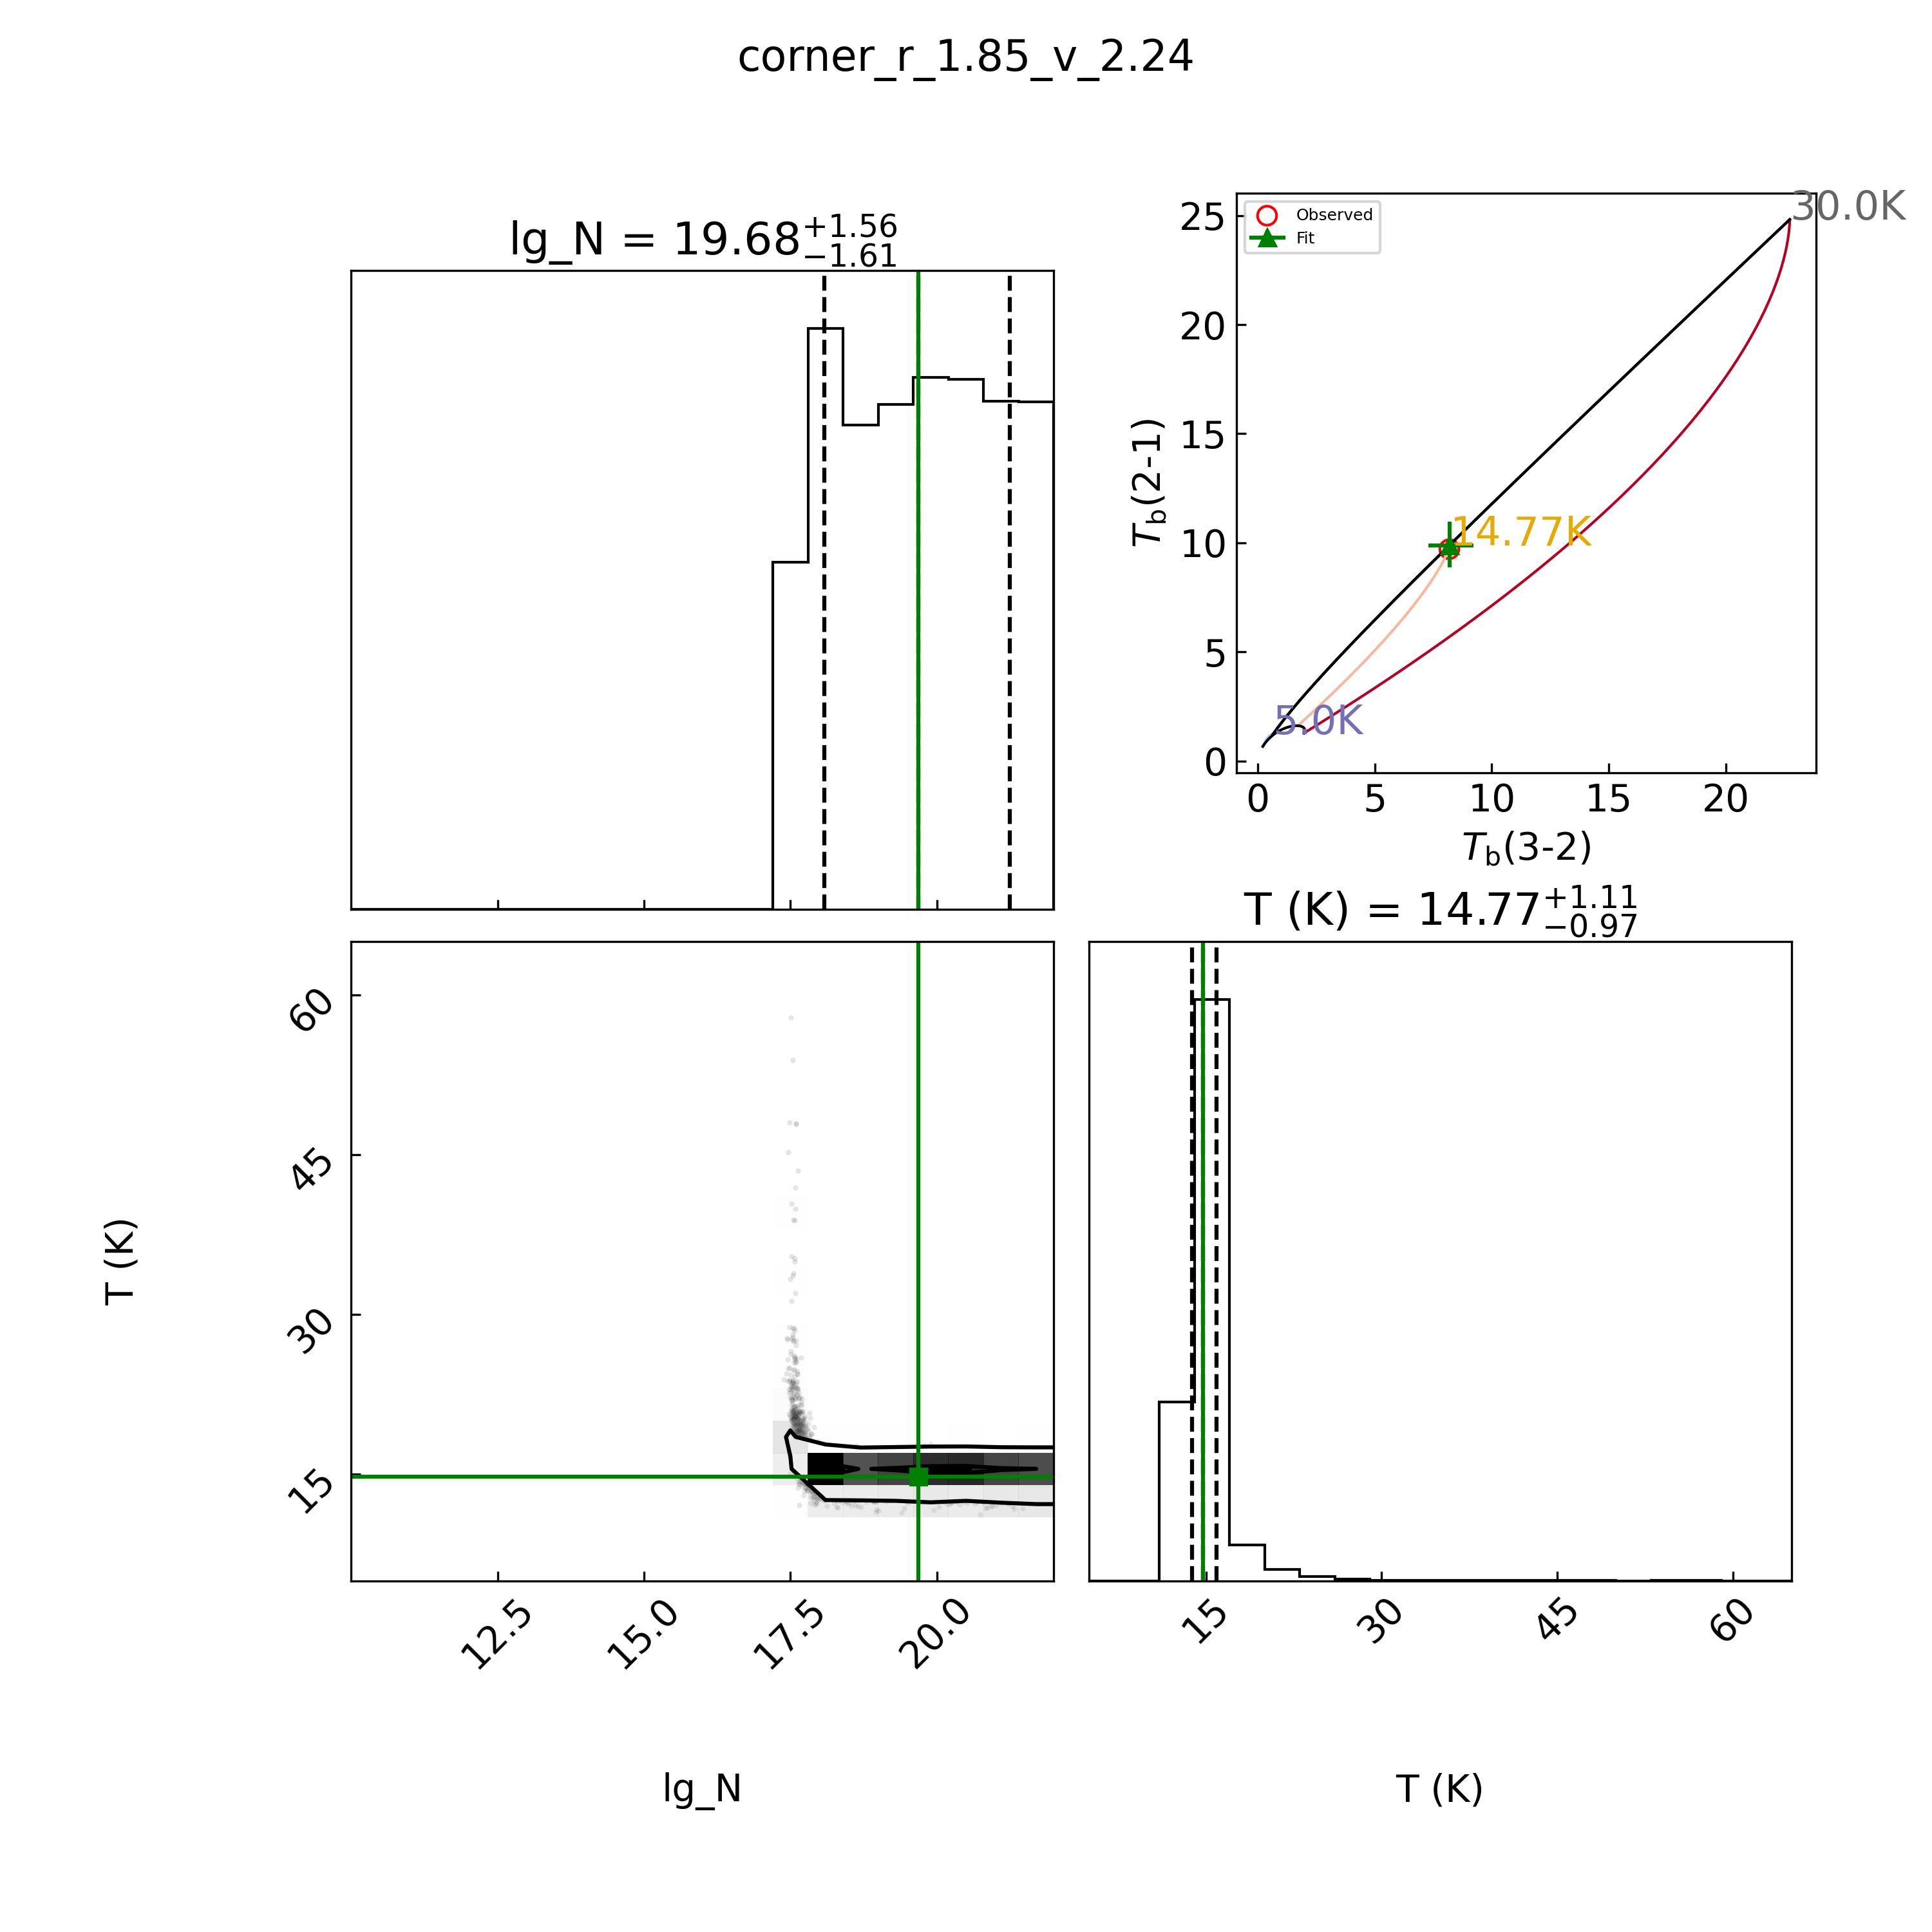 corner_r_1.85_v_2.24
lg_N = 19.68+1.56
−1.61
30.0K
25
20
15
10
5
0
Observed
Fit
14.77K
5.0K
Tb(2-1)
0 5 10 15 20
Tb(3-2)
T (K) = 14.77+1.11
−0.97
60
45
30
15
T (K)
12.5 15.0 17.5 20.0
15 30 45 60
lg_N
T (K)